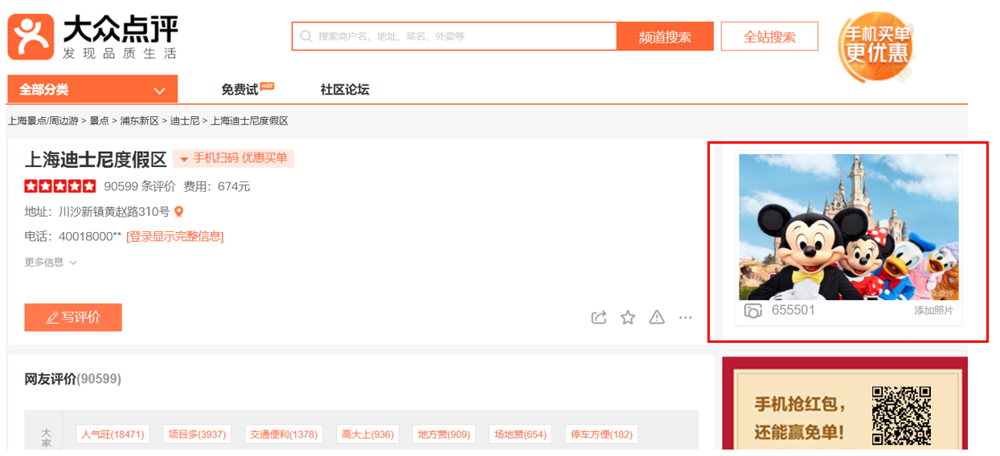 大众点评
发现品质生活
搜索商户名、地址、菜名、外卖等
频道搜索
全站搜索
手机买单
更优惠
全部分类
免费试 HOT
社区论坛
上海景点/周边游 > 景点 > 浦东新区 > 迪士尼 > 上海迪士尼度假区
上海迪士尼度假区
手机扫码 优惠买单
90599 条评价 费用：674元
地址：川沙新镇黄赵路310号
电话：40018000** [登录显示完整信息]
更多信息
写评价
655501
添加照片
网友评价(90599)
手机抢红包，
还能赢免单!
大
家
人气旺(18471)
项目多(3937)
交通便利(1378)
高大上(936)
地方赞(909)
场地赞(654)
停车方便(182)